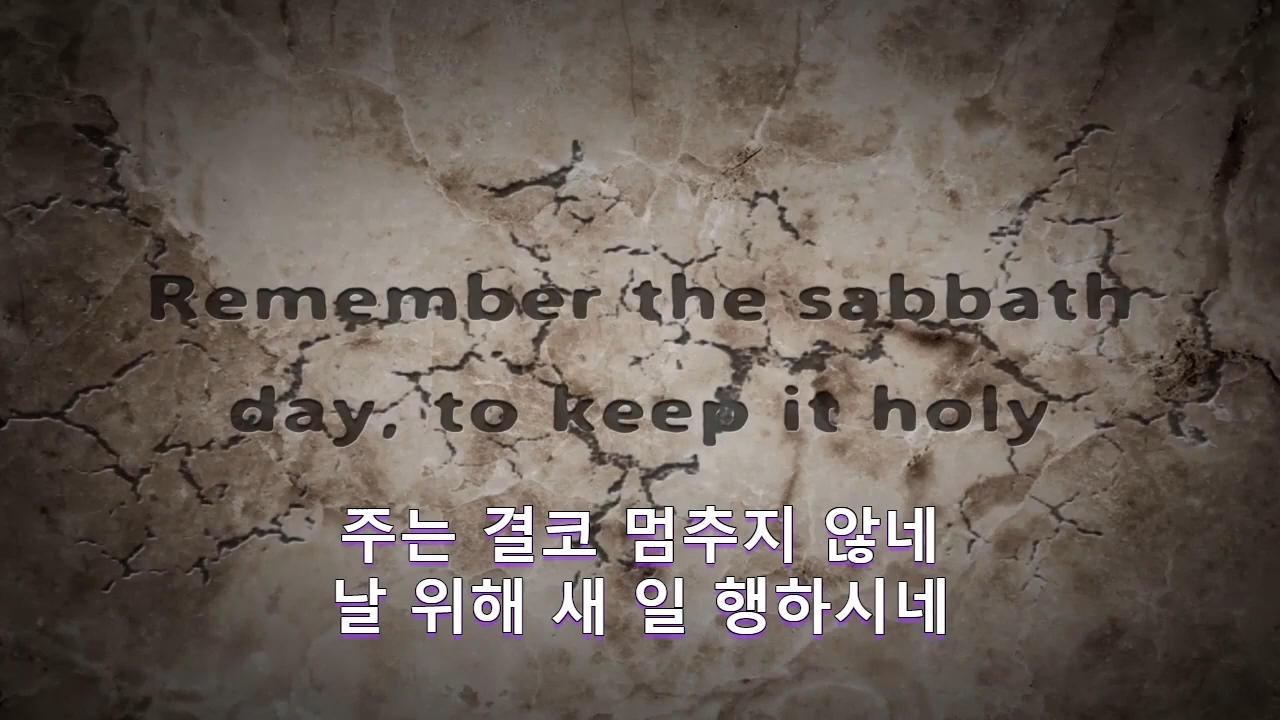 Remember the sabbath
day, to keep it holy
주는 결코 멈추지 않네
날 위해 새 일 행하시네